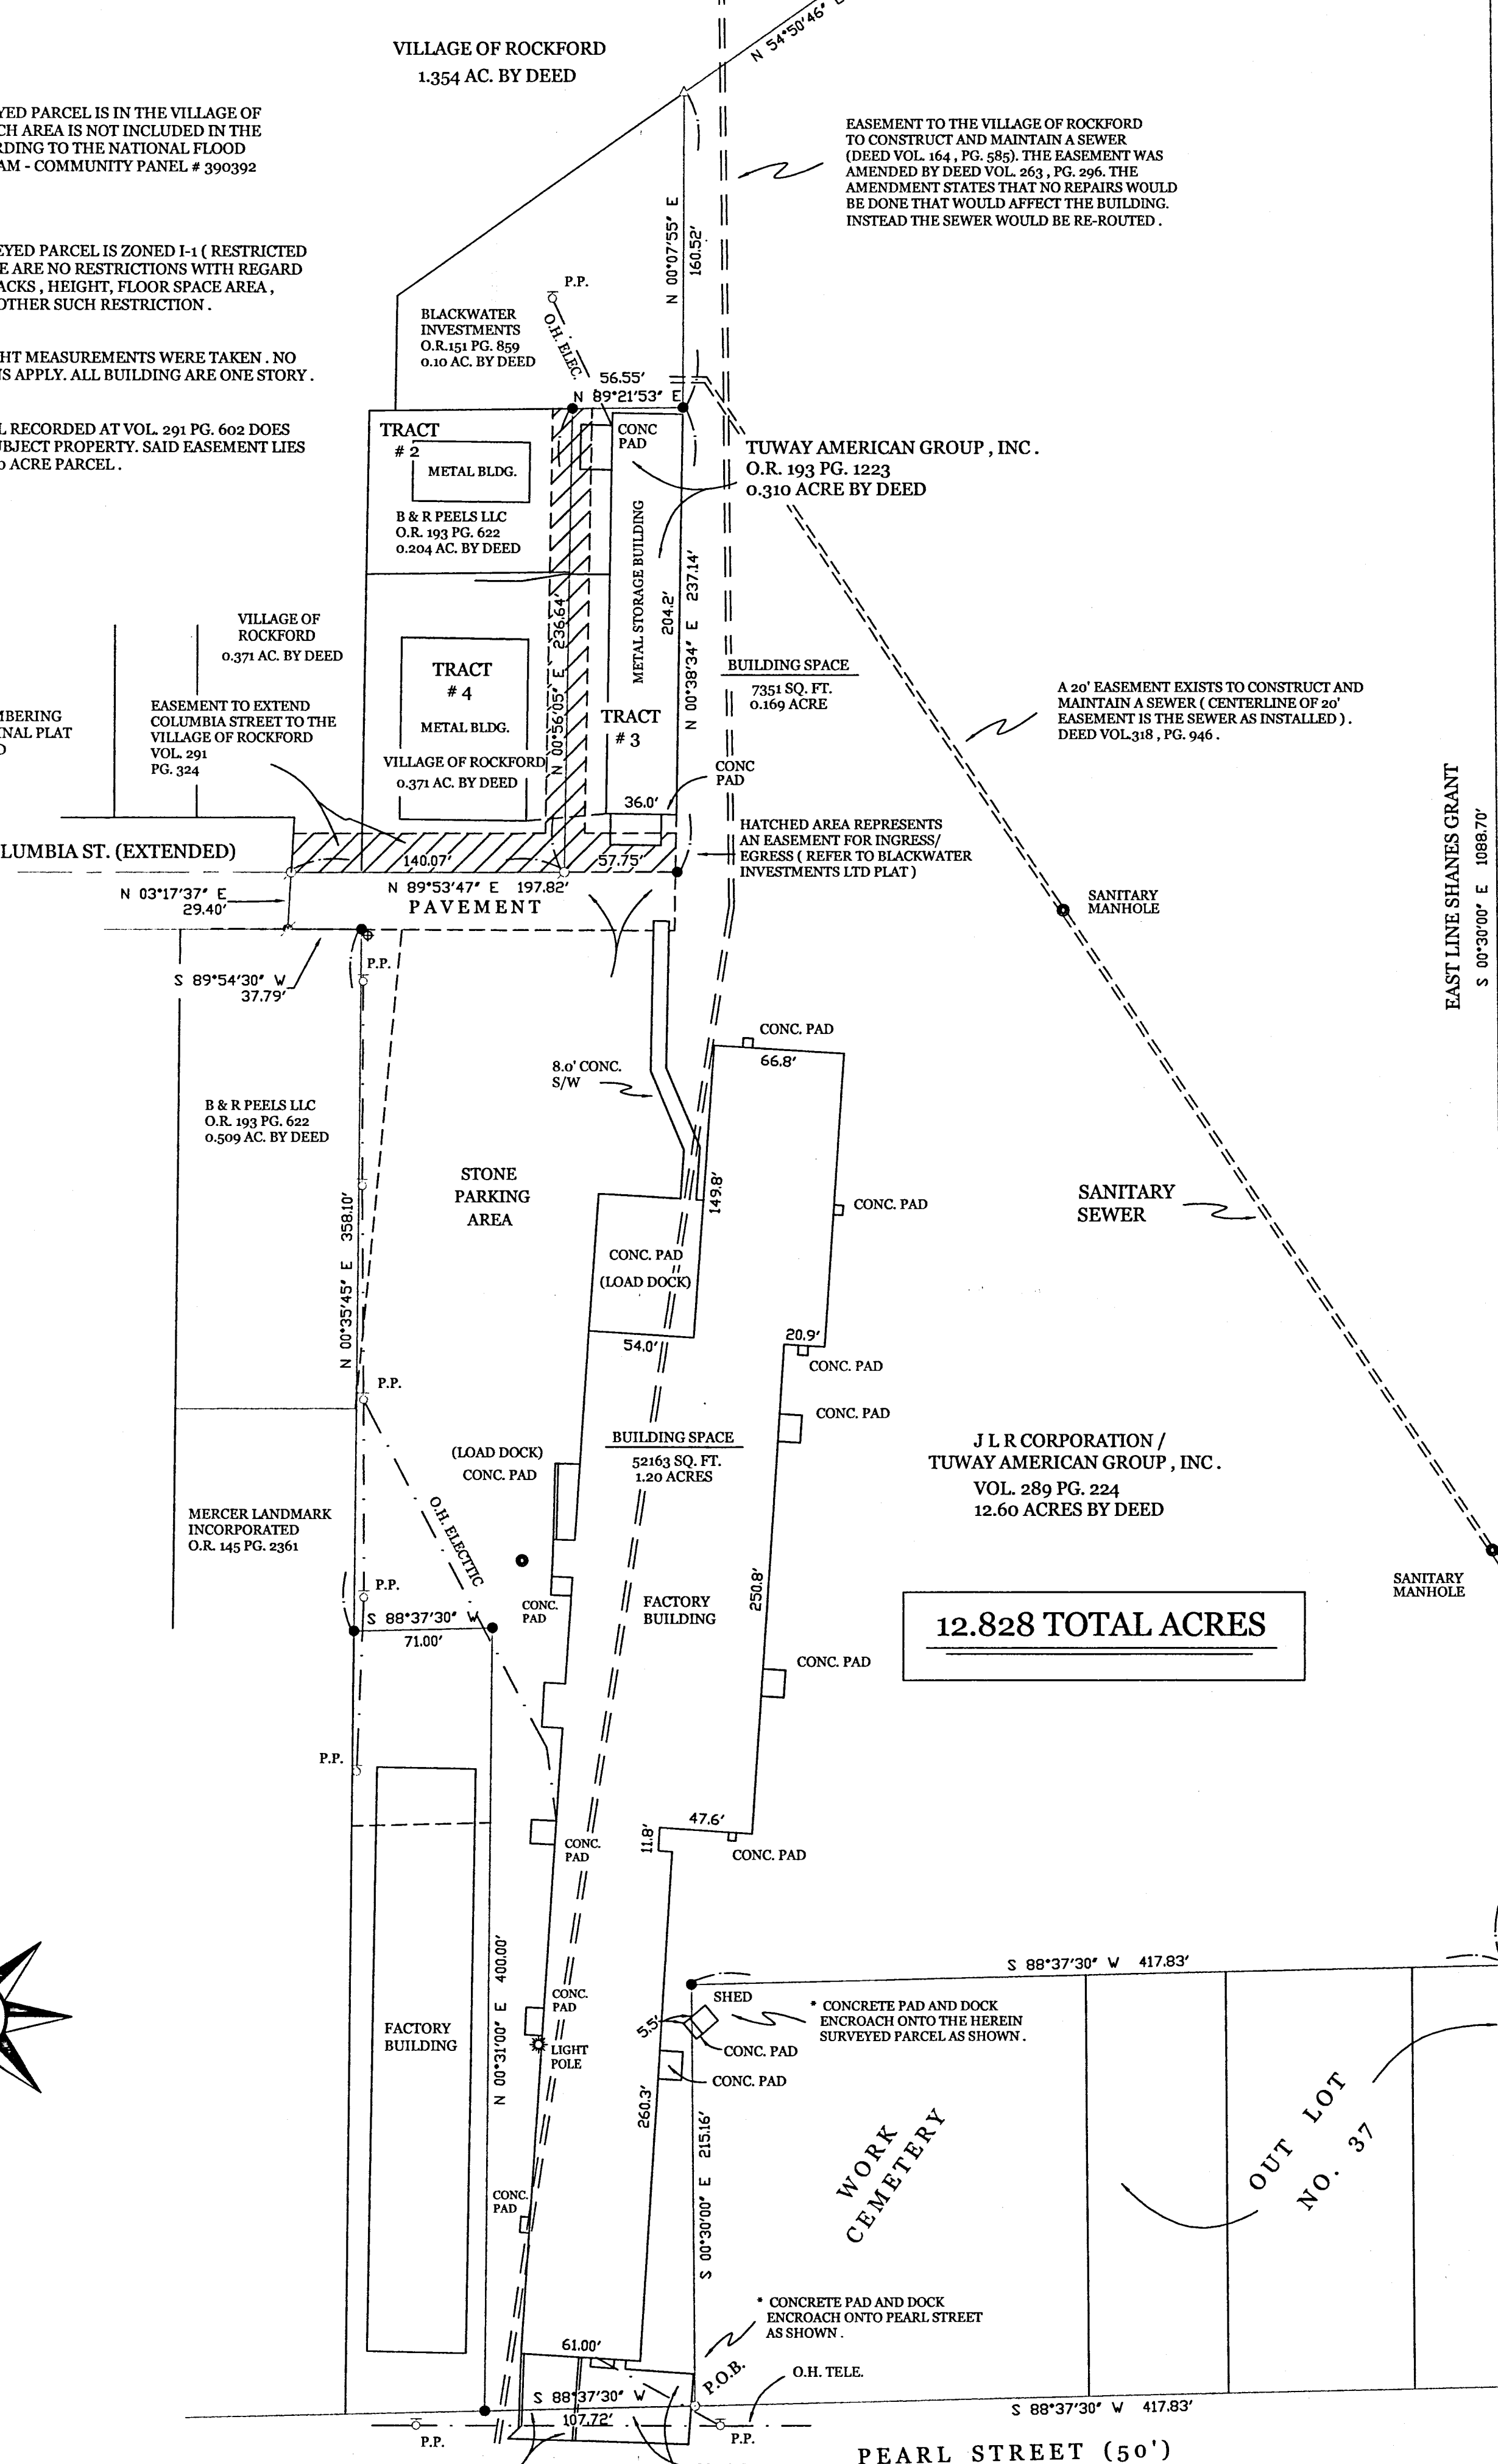 N 54°50'46" E
VILLAGE OF ROCKFORD
1.354 AC. BY DEED
YED PARCEL IS IN THE VILLAGE OF
CH AREA IS NOT INCLUDED IN THE
RDING TO THE NATIONAL FLOOD
AM - COMMUNITY PANEL # 390392
EASEMENT TO THE VILLAGE OF ROCKFORD
TO CONSTRUCT AND MAINTAIN A SEWER
(DEED VOL. 164 , PG. 585). THE EASEMENT WAS
AMENDED BY DEED VOL. 263 , PG. 296. THE
AMENDMENT STATES THAT NO REPAIRS WOULD
BE DONE THAT WOULD AFFECT THE BUILDING.
INSTEAD THE SEWER WOULD BE RE-ROUTED .
EYED PARCEL IS ZONED I-1 ( RESTRICTED
E ARE NO RESTRICTIONS WITH REGARD
ACKS , HEIGHT, FLOOR SPACE AREA ,
OTHER SUCH RESTRICTION .
N 00°07'55" E
160.52'
P.P.
O.H. ELEC.
BLACKWATER
INVESTMENTS
O.R.151 PG. 859
0.10 AC. BY DEED
HT MEASUREMENTS WERE TAKEN . NO
NS APPLY. ALL BUILDING ARE ONE STORY .
56.55'
N 89°21'53" E
L RECORDED AT VOL. 291 PG. 602 DOES
UBJECT PROPERTY. SAID EASEMENT LIES
0 ACRE PARCEL .
TRACT
# 2
METAL BLDG.
CONC
PAD
TUWAY AMERICAN GROUP , INC .
O.R. 193 PG. 1223
0.310 ACRE BY DEED
B & R PEELS LLC
O.R. 193 PG. 622
0.204 AC. BY DEED
METAL STORAGE BUILDING
204.2'
N 00°38'34" E 237.14'
N 00°56'05" E 236.64'
VILLAGE OF
ROCKFORD
0.371 AC. BY DEED
TRACT
# 4
METAL BLDG.
VILLAGE OF ROCKFORD
0.371 AC. BY DEED
BUILDING SPACE
7351 SQ. FT.
0.169 ACRE
TRACT
# 3
A 20' EASEMENT EXISTS TO CONSTRUCT AND
MAINTAIN A SEWER ( CENTERLINE OF 20'
EASEMENT IS THE SEWER AS INSTALLED ) .
DEED VOL.318 , PG. 946 .
MBERING
INAL PLAT
D
EASEMENT TO EXTEND
COLUMBIA STREET TO THE
VILLAGE OF ROCKFORD
VOL. 291
PG. 324
CONC
PAD
36.0'
HATCHED AREA REPRESENTS
AN EASEMENT FOR INGRESS/
EGRESS ( REFER TO BLACKWATER
INVESTMENTS LTD PLAT )
EAST LINE SHANES GRANT
S 00°30'00" E 1088.70'
LUMBIA ST. (EXTENDED)
140.07'
57.75'
N 89°53'47" E 197.82'
PAVEMENT
N 03°17'37" E
29.40'
SANITARY
MANHOLE
S 89°54'30" W
37.79'
P.P.
CONC. PAD
66.8'
8.0' CONC.
S/W
B & R PEELS LLC
O.R. 193 PG. 622
0.509 AC. BY DEED
N 00°35'45" E 358.10'
STONE
PARKING
AREA
149.8'
CONC. PAD
SANITARY
SEWER
CONC. PAD
(LOAD DOCK)
54.0'
20.9'
CONC. PAD
P.P.
CONC. PAD
BUILDING SPACE
52163 SQ. FT.
1.20 ACRES
(LOAD DOCK)
CONC. PAD
J L R CORPORATION /
TUWAY AMERICAN GROUP , INC .
VOL. 289 PG. 224
12.60 ACRES BY DEED
MERCER LANDMARK
INCORPORATED
O.R. 145 PG. 2361
O.H. ELECTTIC
P.P.
CONC.
PAD
FACTORY
BUILDING
250.8'
SANITARY
MANHOLE
S 88°37'30" W
71.00'
12.828 TOTAL ACRES
CONC. PAD
P.P.
47.6'
11.8'
CONC. PAD
CONC.
PAD
N 00°31'00" E 400.00'
S 88°37'30" W 417.83'
CONC.
PAD
SHED
5.5'
* CONCRETE PAD AND DOCK
ENCROACH ONTO THE HEREIN
SURVEYED PARCEL AS SHOWN .
FACTORY
BUILDING
LIGHT
POLE
CONC. PAD
CONC. PAD
260.3'
S 00°30'00" E 215.16'
WORK
CEMETERY
OUT LOT
NO. 37
CONC.
PAD
* CONCRETE PAD AND DOCK
ENCROACH ONTO PEARL STREET
AS SHOWN .
61.00'
P.O.B.
O.H. TELE.
S 88°37'30" W
107.72'
S 88°37'30" W 417.83'
P.P.
P.P.
PEARL STREET (50')